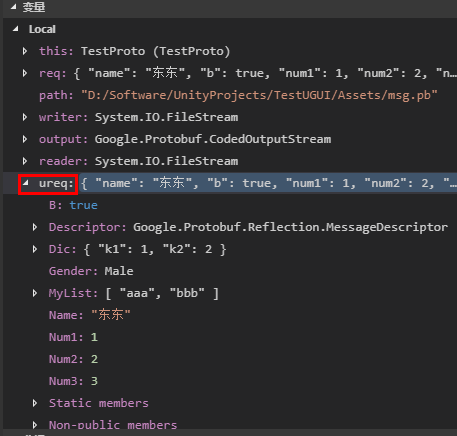 变量
Local
this: TestProto (TestProto)
req: { "name": "东东", "b": true, "num1": 1, "num2": 2, "n…
path: "D:/Software/UnityProjects/TestUGUI/Assets/msg.pb"
writer: System.IO.FileStream
output: Google.Protobuf.CodedOutputStream
reader: System.IO.FileStream
ureq: { "name": "东东", "b": true, "num1": 1, "num2": 2, "…
B: true
Descriptor: Google.Protobuf.Reflection.MessageDescriptor
Dic: { "k1": 1, "k2": 2 }
Gender: Male
MyList: [ "aaa", "bbb" ]
Name: "东东"
Num1: 1
Num2: 2
Num3: 3
Static members
Non-public members